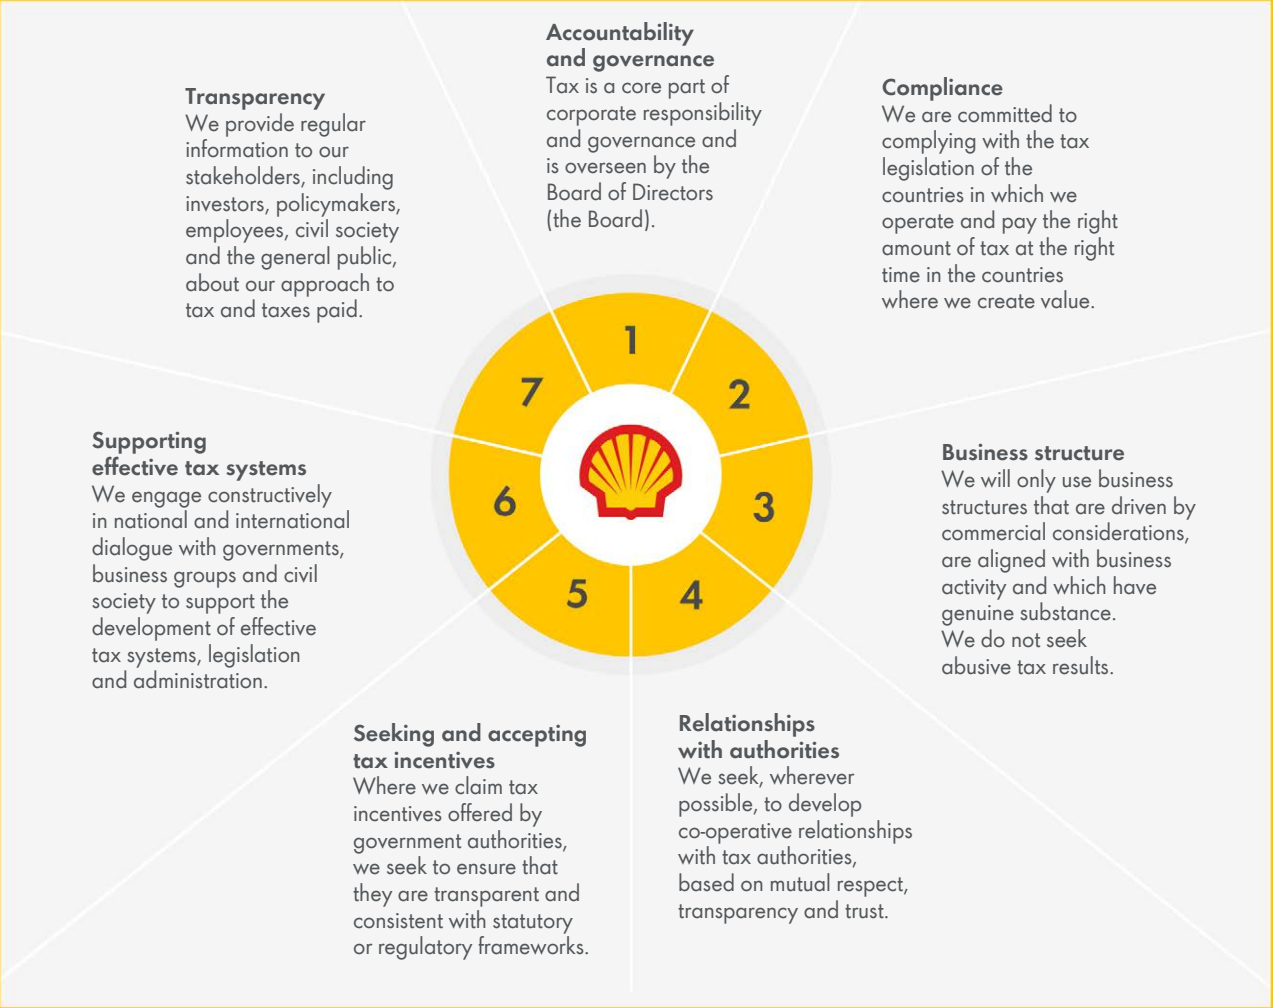 Accountability
and governance
Tax is a core part of
corporate responsibility
and governance and
is overseen by the
Board of Directors
(the Board).
Compliance
We are committed to
complying with the tax
legislation of the
countries in which we
operate and pay the right
amount of tax at the right
time in the countries
where we create value.
Business structure
We will only use business
structures that are driven by
commercial considerations,
are aligned with business
activity and which have
genuine substance.
We do not seek
abusive tax results.
Relationships
with authorities
We seek, wherever
possible, to develop
co-operative relationships
with tax authorities,
based on mutual respect,
transparency and trust.
Seeking and accepting
tax incentives
Where we claim tax
incentives offered by
government authorities,
we seek to ensure that
they are transparent and
consistent with statutory
or regulatory frameworks.
Supporting
effective tax systems
We engage constructively
in national and international
dialogue with governments,
business groups and civil
society to support the
development of effective
tax systems, legislation
and administration.
Transparency
We provide regular
information to our
stakeholders, including
investors, policymakers,
employees, civil society
and the general public,
about our approach to
tax and taxes paid.
1
2
3
4
5
6
7